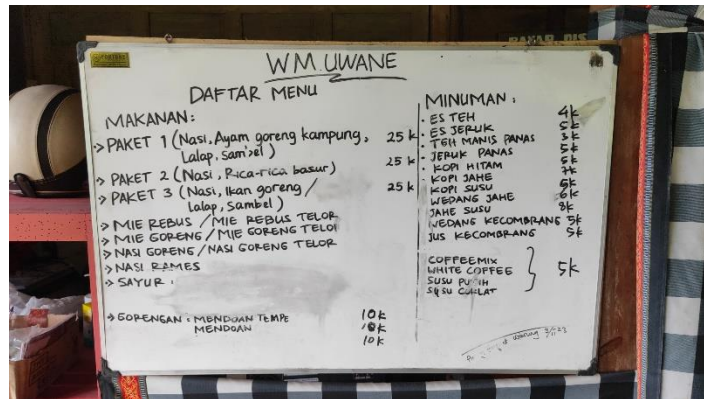 W.M. UWANE
DAFTAR MENU
MAKANAN:
> PAKET 1 (Nasi, Ayam goreng kampung, 25k
Lalap, Sambel)
> PAKET 2 (Nasi, Rica-rica basur) 25k
> PAKET 3 (Nasi, Ikan goreng / 25k
Lalap, Sambel)
> MIE REBUS / MIE REBUS TELOR
> MIE GORENG / MIE GORENG TELOR
> NASI GORENG / NASI GORENG TELOR
> NASI RAMES
> SAYUR :
> GORENGAN : MENDOAN TEMPE 10k
MENDOAN 10k
10k
MINUMAN :
• ES TEH 4k
• ES JERUK 5k
• TEH MANIS PANAS 3k
• JERUK PANAS 5k
• KOPI HITAM 5k
• KOPI JAHE 7k
KOPI SUSU 5k
WEDANG JAHE 6k
JAHE SUSU 8k
WEDANG KECOMBRANG 5k
JUS KECOMBRANG 5k
COFFEEMIX
WHITE COFFEE } 5k
SUSU PUTIH
SUSU COKLAT